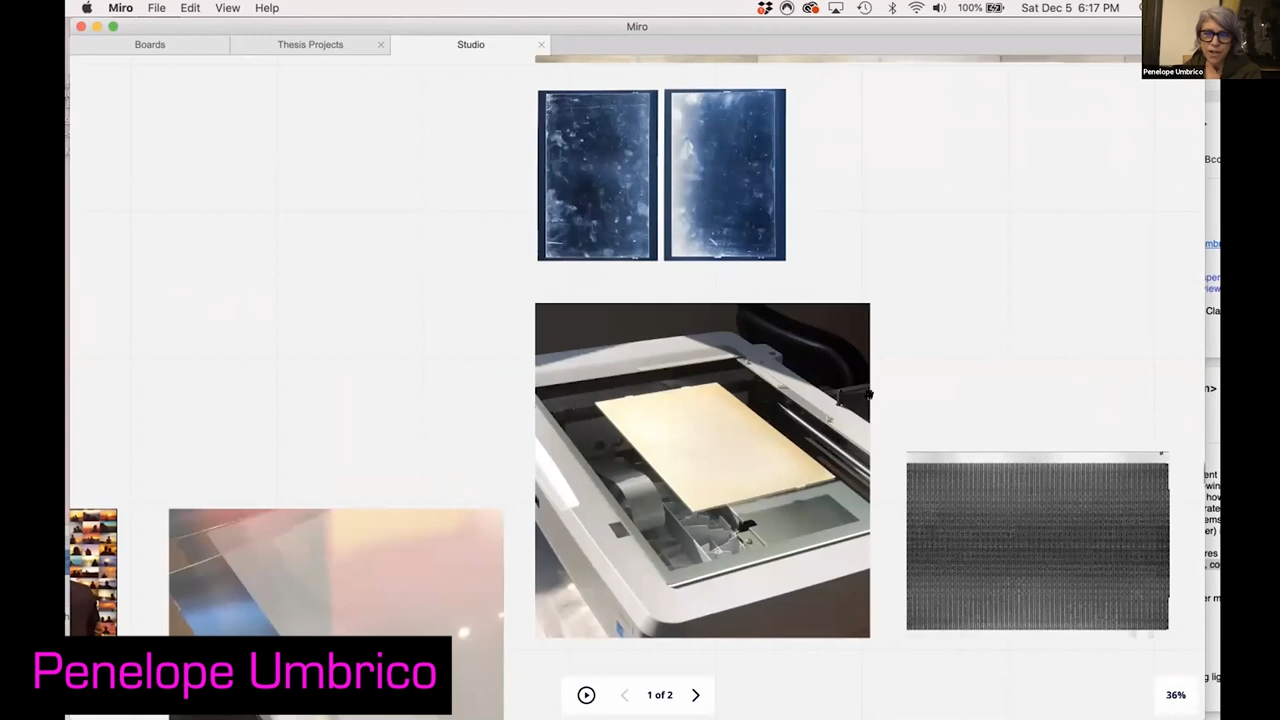 Miro File Edit View Help 100% Sat Dec 5 6:17 PM
Miro
Boards Thesis Projects Studio
Penelope Umbrico
1 of 2
36%
Penelope Umbrico